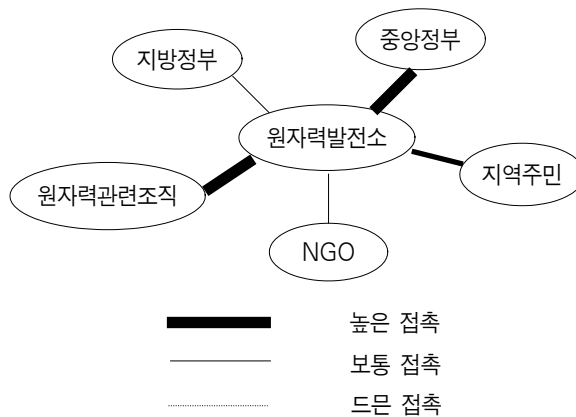 중앙정부
지방정부
원자력발전소
지역주민
원자력관련조직
NGO
높은 접촉
보통 접촉
드문 접촉